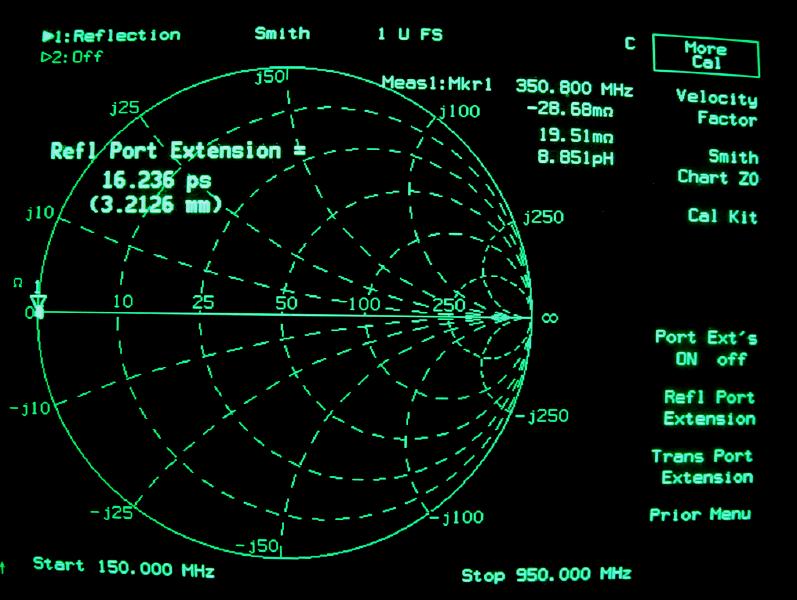 ▶1:Reflection Smith 1 U FS
▷2:Off
C
More
Cal
Meas1:Mkr1 350.800 MHz
-28.68mΩ
19.51mΩ
8.851pH
Velocity
Factor
Smith
Chart Z0
Cal Kit
Port Ext's
ON off
Refl Port
Extension
Trans Port
Extension
Prior Menu
Refl Port Extension =
16.236 ps
(3.2126 mm)
j50
j25
j100
j10
j250
Ω
1
0
10
25
50
100
250
∞
-j10
-j250
-j25
-j100
-j50
↑
Start 150.000 MHz
Stop 950.000 MHz